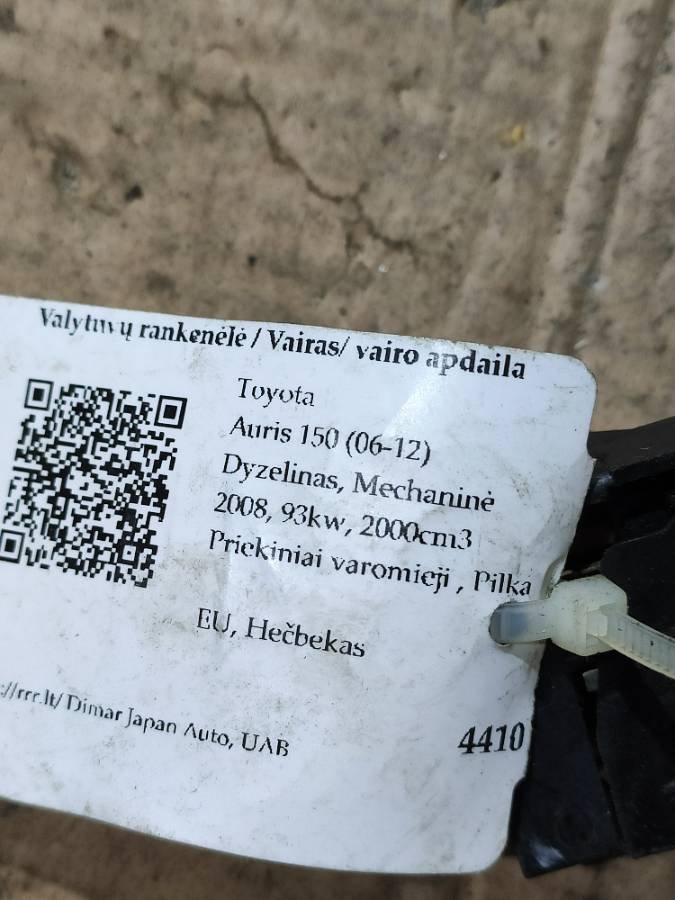 Valytuvų rankenėlė / Vairas/ vairo apdaila
Toyota
Auris 150 (06-12)
Dyzelinas, Mechaninė
2008, 93kw, 2000cm3
Priekiniai varomieji , Pilka
EU, Hečbekas
://rrr.lt/ Dimar Japan Auto, UAB
4410